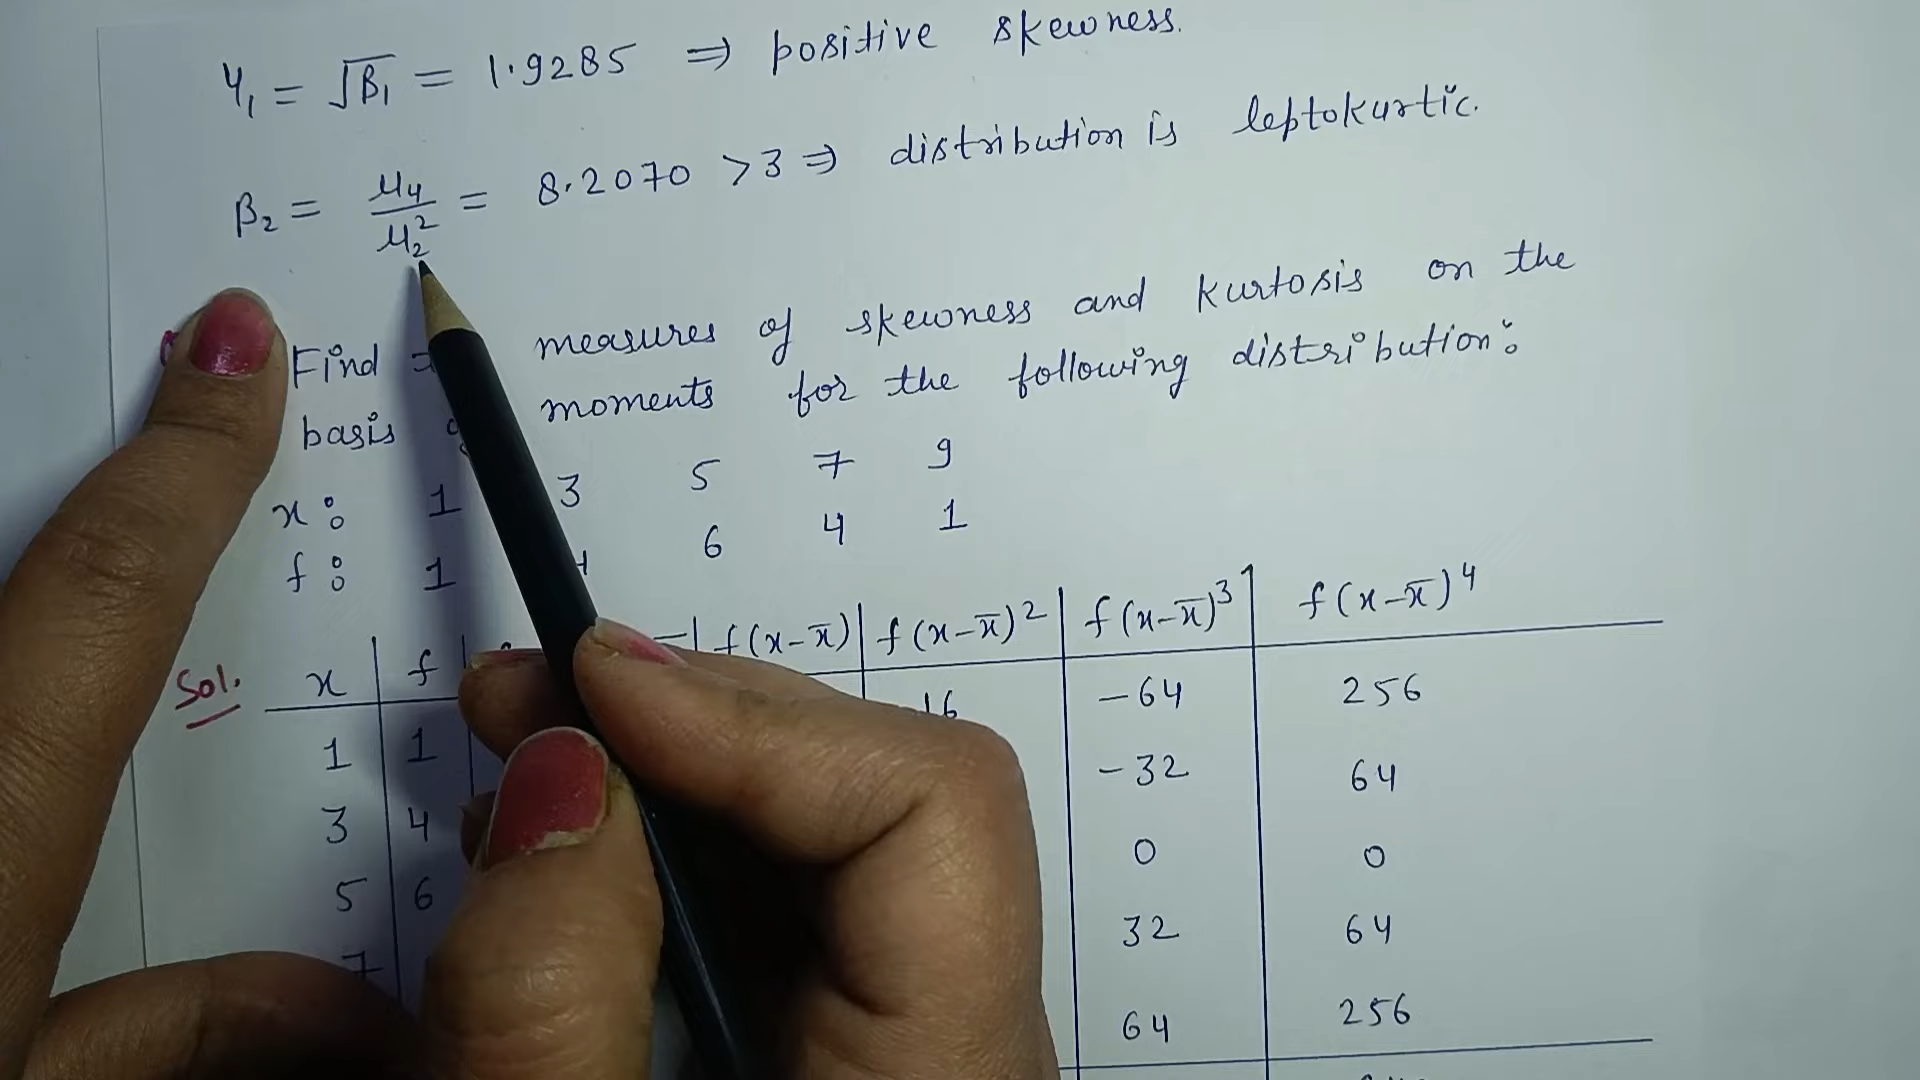 γ₁ = √β₁ = 1.9285 ⇒ positive skewness.
β₂ = μ₄/μ₂² = 8.2070 > 3 ⇒ distribution is leptokurtic.
Find measures of skewness and kurtosis on the
basis moments for the following distribution:
x: 1 3 5 7 9
f: 1 6 4 1
Sol. x f f(x-x̄) f(x-x̄)² f(x-x̄)³ f(x-x̄)⁴
1 1 16 -64 256
3 4 -32 64
5 6 0 0
7 32 64
64 256